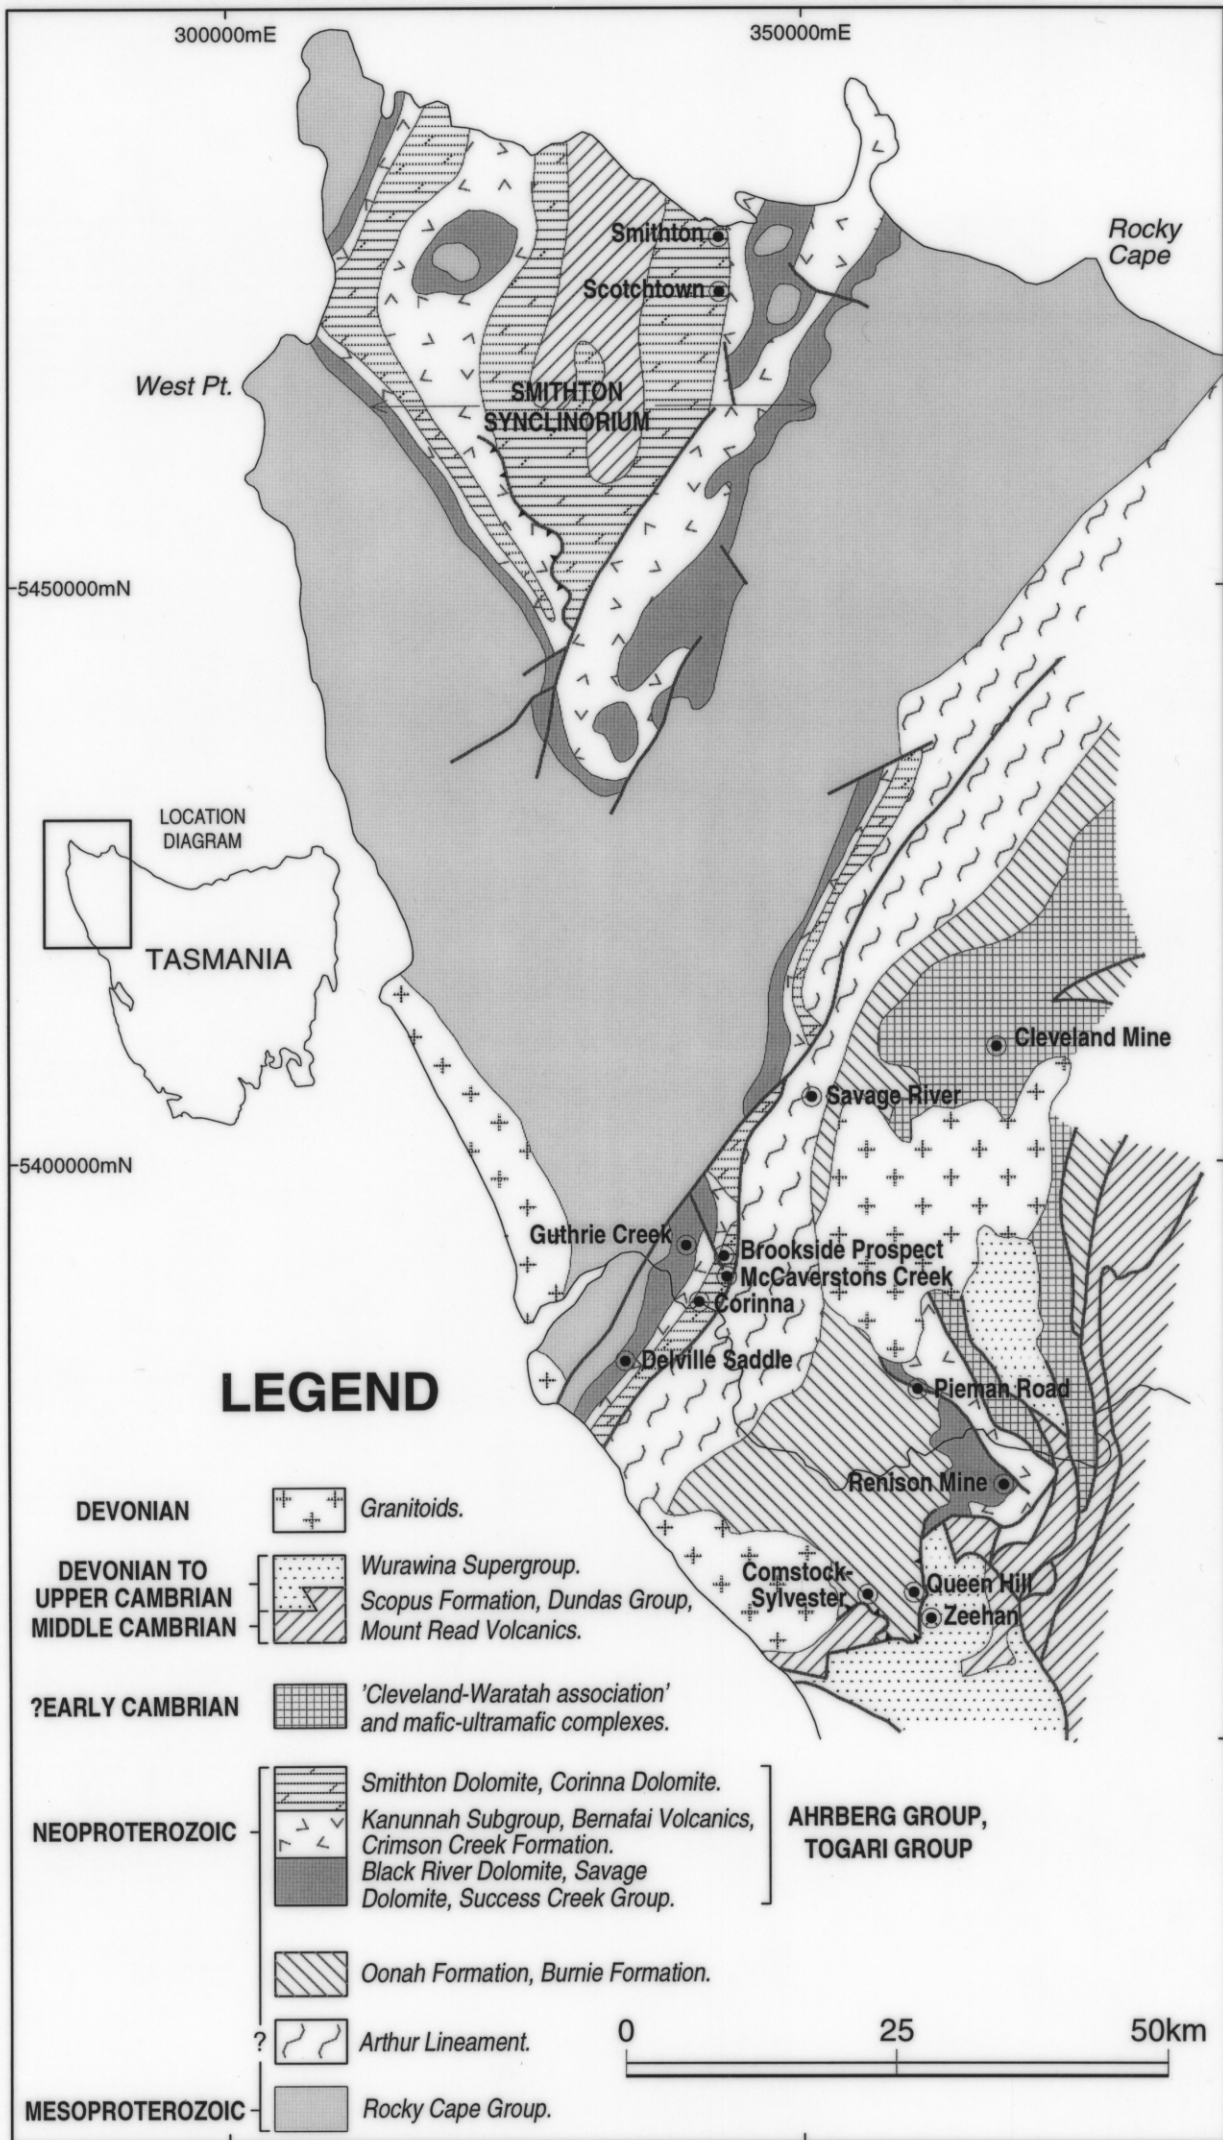 300000mE
350000mE
Rocky
Cape
Smithton
Scotchtown
West Pt.
SMITHTON
SYNCLINORIUM
5450000mN
LOCATION
DIAGRAM
TASMANIA
Cleveland Mine
Savage River
5400000mN
Guthrie Creek
Brookside Prospect
McCaverstons Creek
Corinna
Delville Saddle
Pieman Road
Renison Mine
Comstock-
Sylvester
Queen Hill
Zeehan
LEGEND
DEVONIAN
Granitoids.
DEVONIAN TO
UPPER CAMBRIAN
MIDDLE CAMBRIAN
Wurawina Supergroup.
Scopus Formation, Dundas Group,
Mount Read Volcanics.
?EARLY CAMBRIAN
'Cleveland-Waratah association'
and mafic-ultramafic complexes.
NEOPROTEROZOIC
Smithton Dolomite, Corinna Dolomite.
Kanunnah Subgroup, Bernafai Volcanics,
Crimson Creek Formation.
Black River Dolomite, Savage
Dolomite, Success Creek Group.
AHRBERG GROUP,
TOGARI GROUP
Oonah Formation, Burnie Formation.
?
Arthur Lineament.
MESOPROTEROZOIC
Rocky Cape Group.
0 25 50km